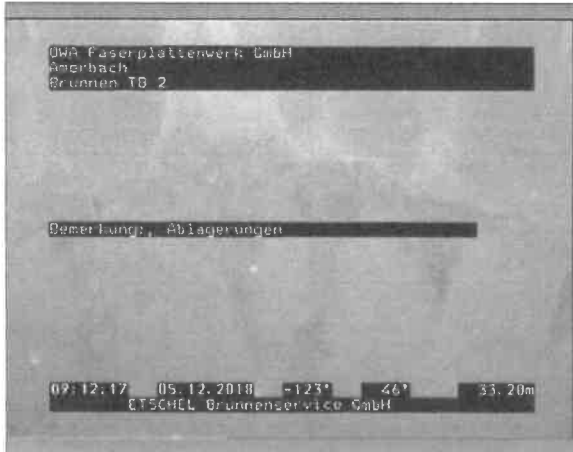 OWA Faserplattenwerk GmbH
Amorbach
Brunnen TB 2
Bemerkung:, Ablagerungen
09:12:17 05.12.2018 -123° 46° 33.20m
ETSCHEL Brunnenservice GmbH